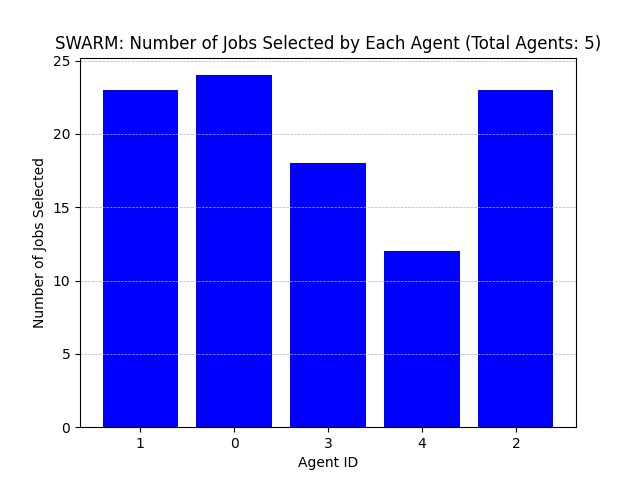 SWARM: Number of Jobs Selected by Each Agent (Total Agents: 5)
25
20
15
10
5
0
Number of Jobs Selected
1 0 3 4 2
Agent ID